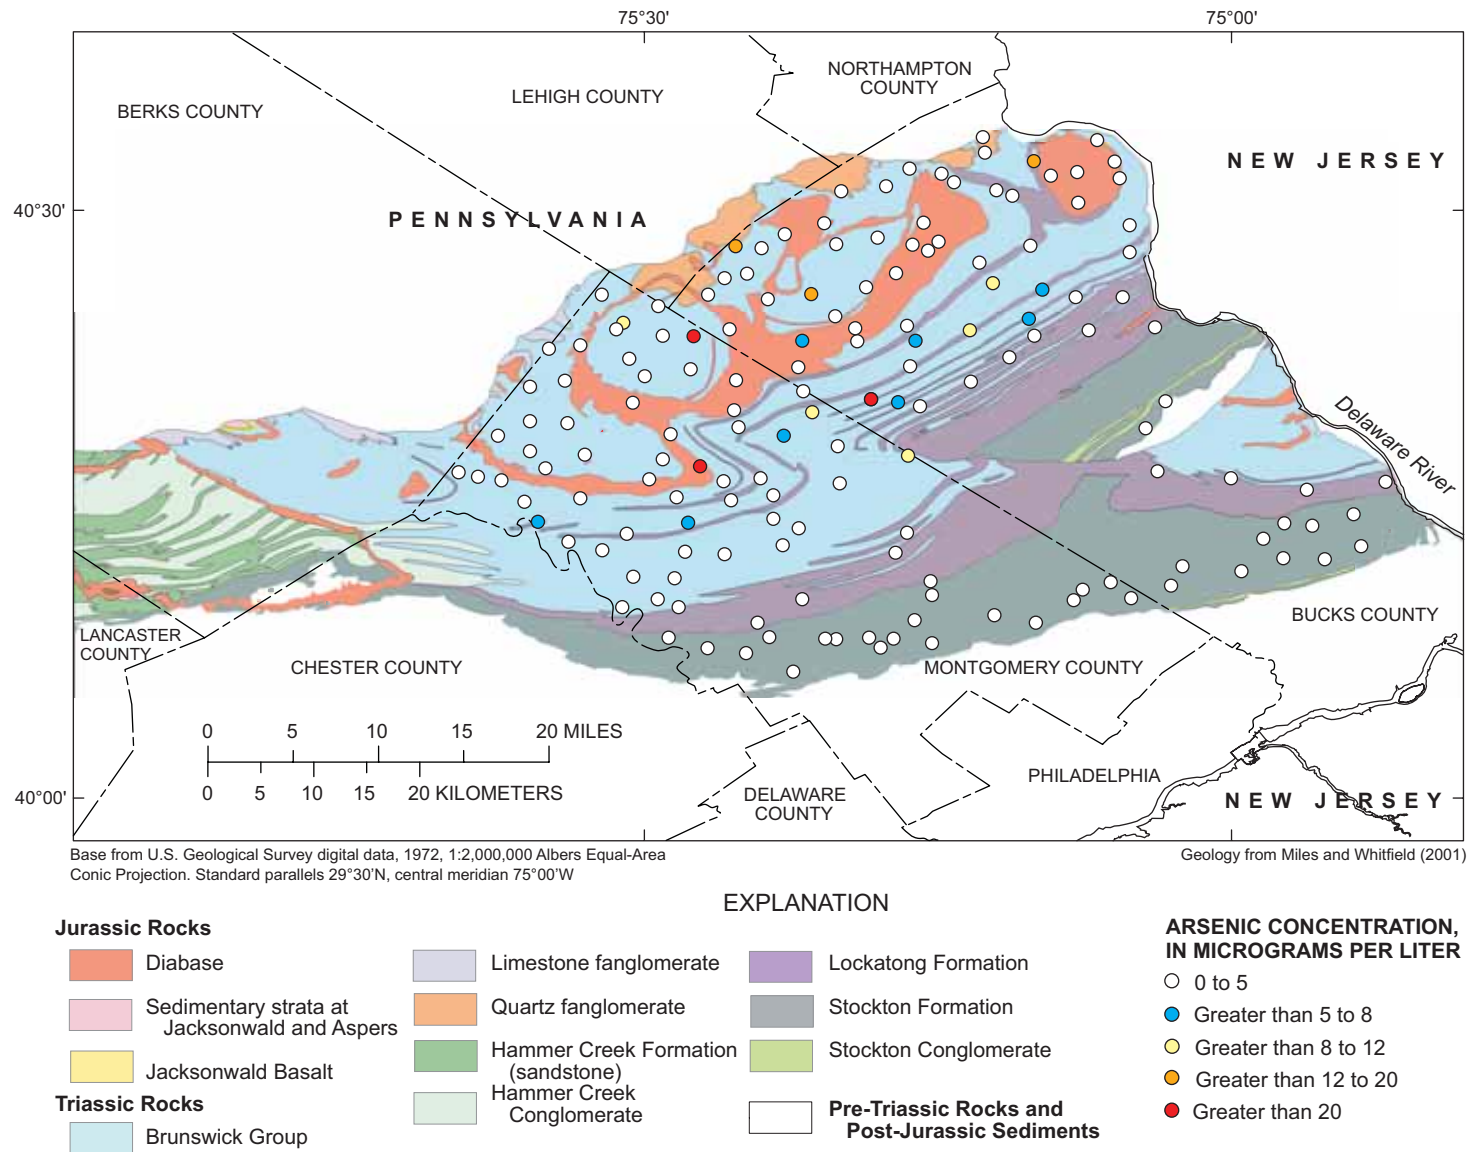 75°30'
75°00'
NORTHAMPTON
COUNTY
LEHIGH COUNTY
BERKS COUNTY
NEW JERSEY
40°30'
PENNSYLVANIA
Delaware River
LANCASTER
COUNTY
CHESTER COUNTY
MONTGOMERY COUNTY
BUCKS COUNTY
0 5 10 15 20 MILES
0 5 10 15 20 KILOMETERS
DELAWARE
COUNTY
PHILADELPHIA
NEW JERSEY
40°00'
Base from U.S. Geological Survey digital data, 1972, 1:2,000,000 Albers Equal-Area
Conic Projection. Standard parallels 29°30'N, central meridian 75°00'W
Geology from Miles and Whitfield (2001)
EXPLANATION
Jurassic Rocks
Diabase
Sedimentary strata at
Jacksonwald and Aspers
Jacksonwald Basalt
Triassic Rocks
Brunswick Group
Limestone fanglomerate
Quartz fanglomerate
Hammer Creek Formation
(sandstone)
Hammer Creek
Conglomerate
Lockatong Formation
Stockton Formation
Stockton Conglomerate
Pre-Triassic Rocks and
Post-Jurassic Sediments
ARSENIC CONCENTRATION,
IN MICROGRAMS PER LITER
0 to 5
Greater than 5 to 8
Greater than 8 to 12
Greater than 12 to 20
Greater than 20